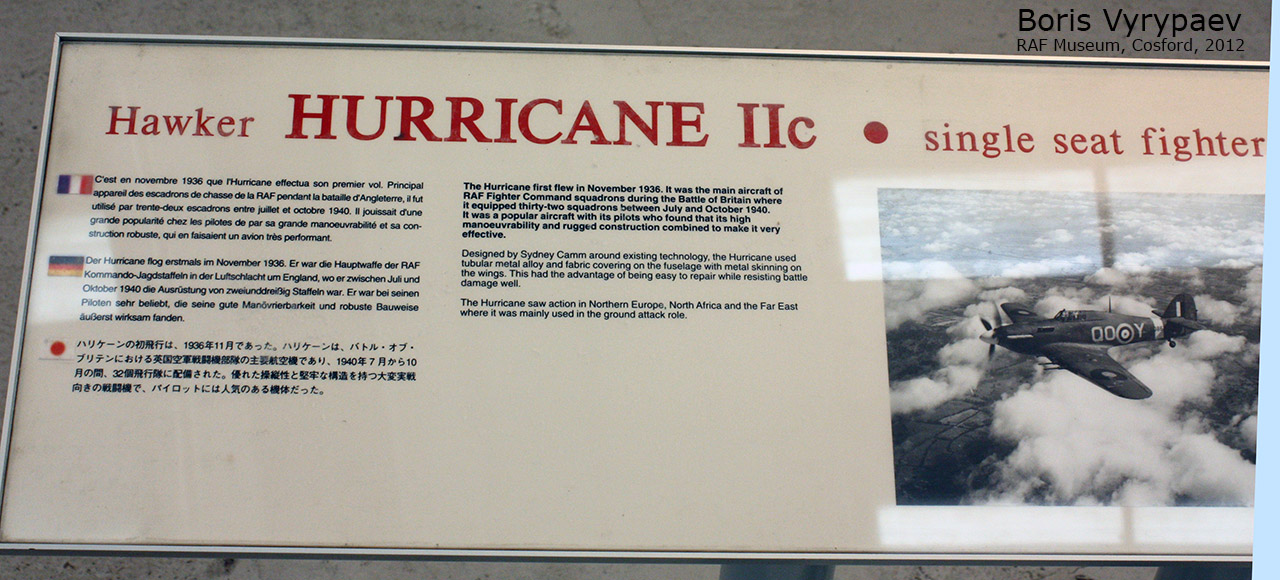 Boris Vyrypaev
RAF Museum, Cosford, 2012
Hawker HURRICANE IIc • single seat fighter
C'est en novembre 1936 que l'Hurricane effectua son premier vol. Principal
appareil des escadrons de chasse de la RAF pendant la bataille d'Angleterre, il fut
utilisé par trente-deux escadrons entre juillet et octobre 1940. Il jouissait d'une
grande popularité chez les pilotes de par sa grande manoeuvrabilité et sa con-
struction robuste, qui en faisaient un avion très performant.
Der Hurricane flog erstmals im November 1936. Er war die Hauptwaffe der RAF
Kommando-Jagdstaffeln in der Luftschlacht um England, wo er zwischen Juli und
Oktober 1940 die Ausrüstung von zweiunddreißig Staffeln war. Er war bei seinen
Piloten sehr beliebt, die seine gute Manövrierbarkeit und robuste Bauweise
äußerst wirksam fanden.
ハリケーンの初飛行は、1936年11月であった。ハリケーンは、バトル・オブ・
ブリテンにおける英国空軍戦闘機部隊の主要航空機であり、1940年7月から10
月の間、32個飛行隊に配備された。優れた操縦性と堅牢な構造を持つ大変実戦
向きの戦闘機で、パイロットには人気のある機体だった。
The Hurricane first flew in November 1936. It was the main aircraft of
RAF Fighter Command squadrons during the Battle of Britain where
it equipped thirty-two squadrons between July and October 1940.
It was a popular aircraft with its pilots who found that its high
manoeuvrability and rugged construction combined to make it very
effective.
Designed by Sydney Camm around existing technology, the Hurricane used
tubular metal alloy and fabric covering on the fuselage with metal skinning on
the wings. This had the advantage of being easy to repair while resisting battle
damage well.
The Hurricane saw action in Northern Europe, North Africa and the Far East
where it was mainly used in the ground attack role.
OO Y